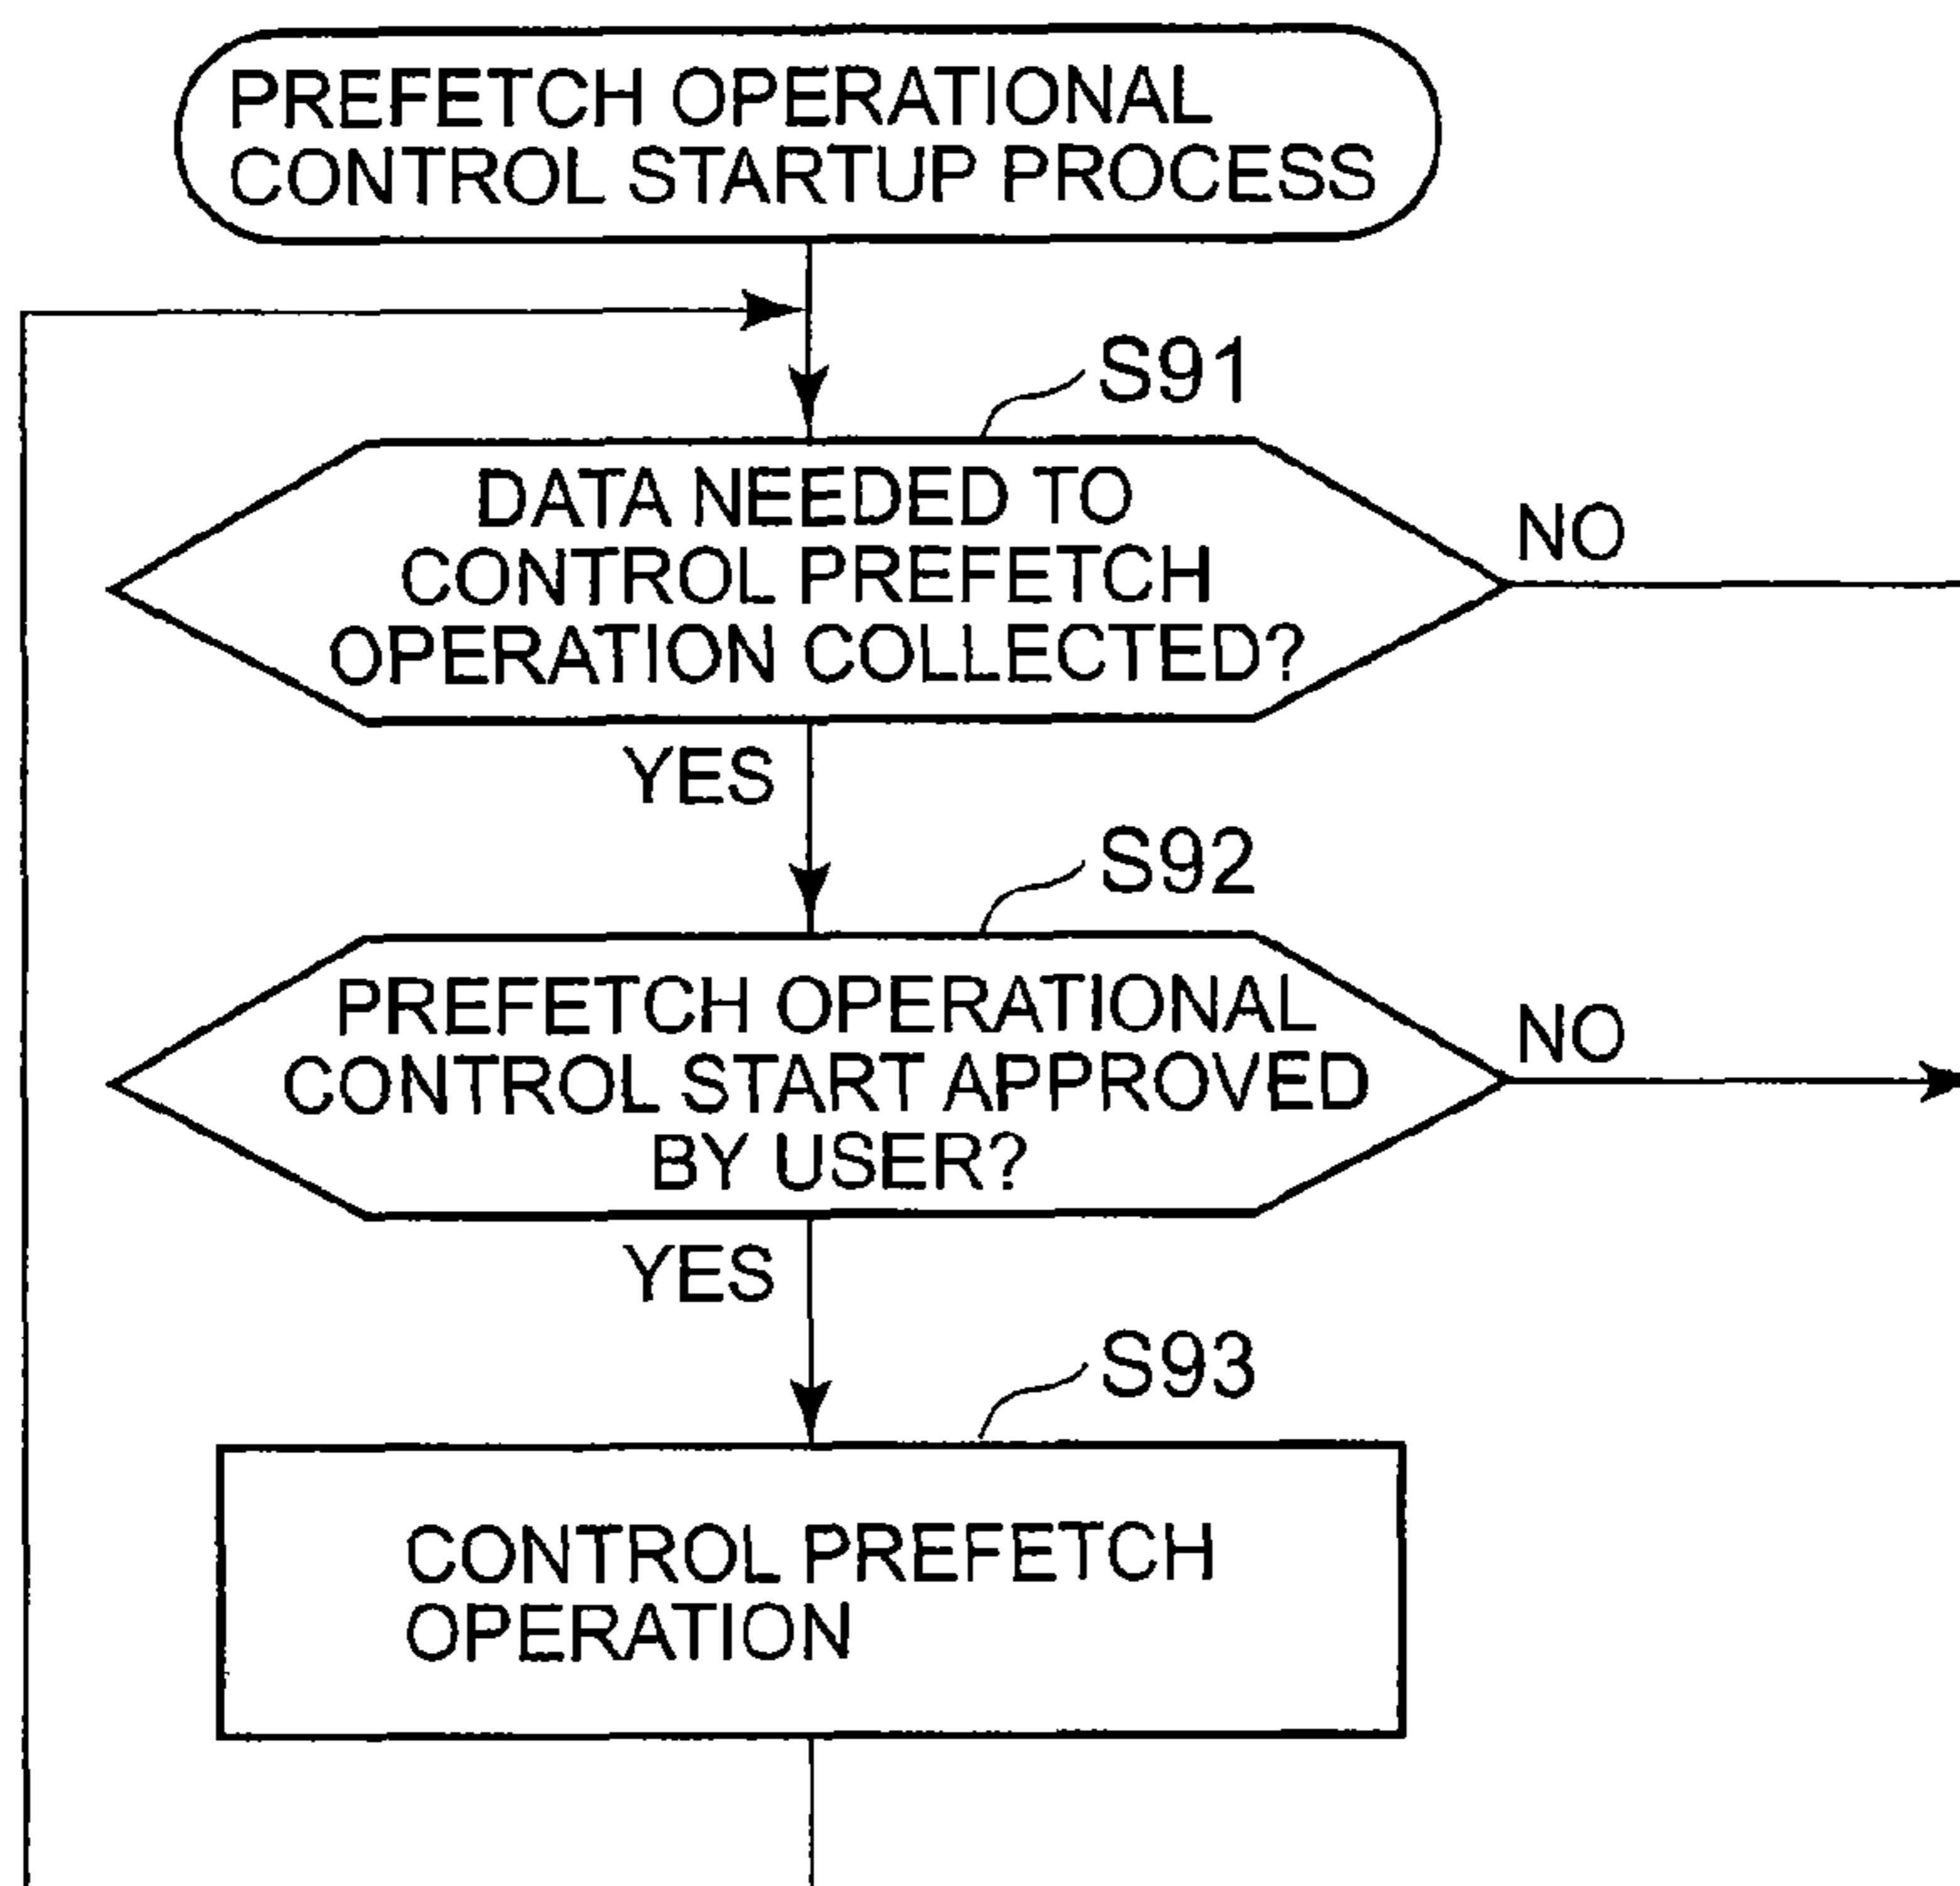 PREFETCH OPERATIONAL
CONTROL STARTUP PROCESS
S91
DATA NEEDED TO
CONTROL PREFETCH
OPERATION COLLECTED?
NO
YES
S92
PREFETCH OPERATIONAL
CONTROL START APPROVED
BY USER?
NO
YES
S93
CONTROL PREFETCH
OPERATION